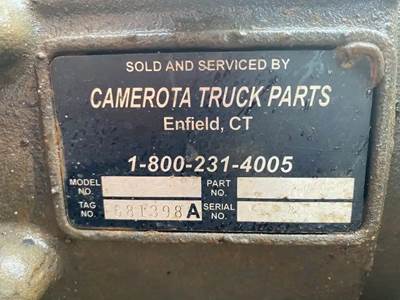 SOLD AND SERVICED BY
CAMEROTA TRUCK PARTS
Enfield, CT
1-800-231-4005
MODEL NO. PART NO.
TAG NO. A SERIAL NO.